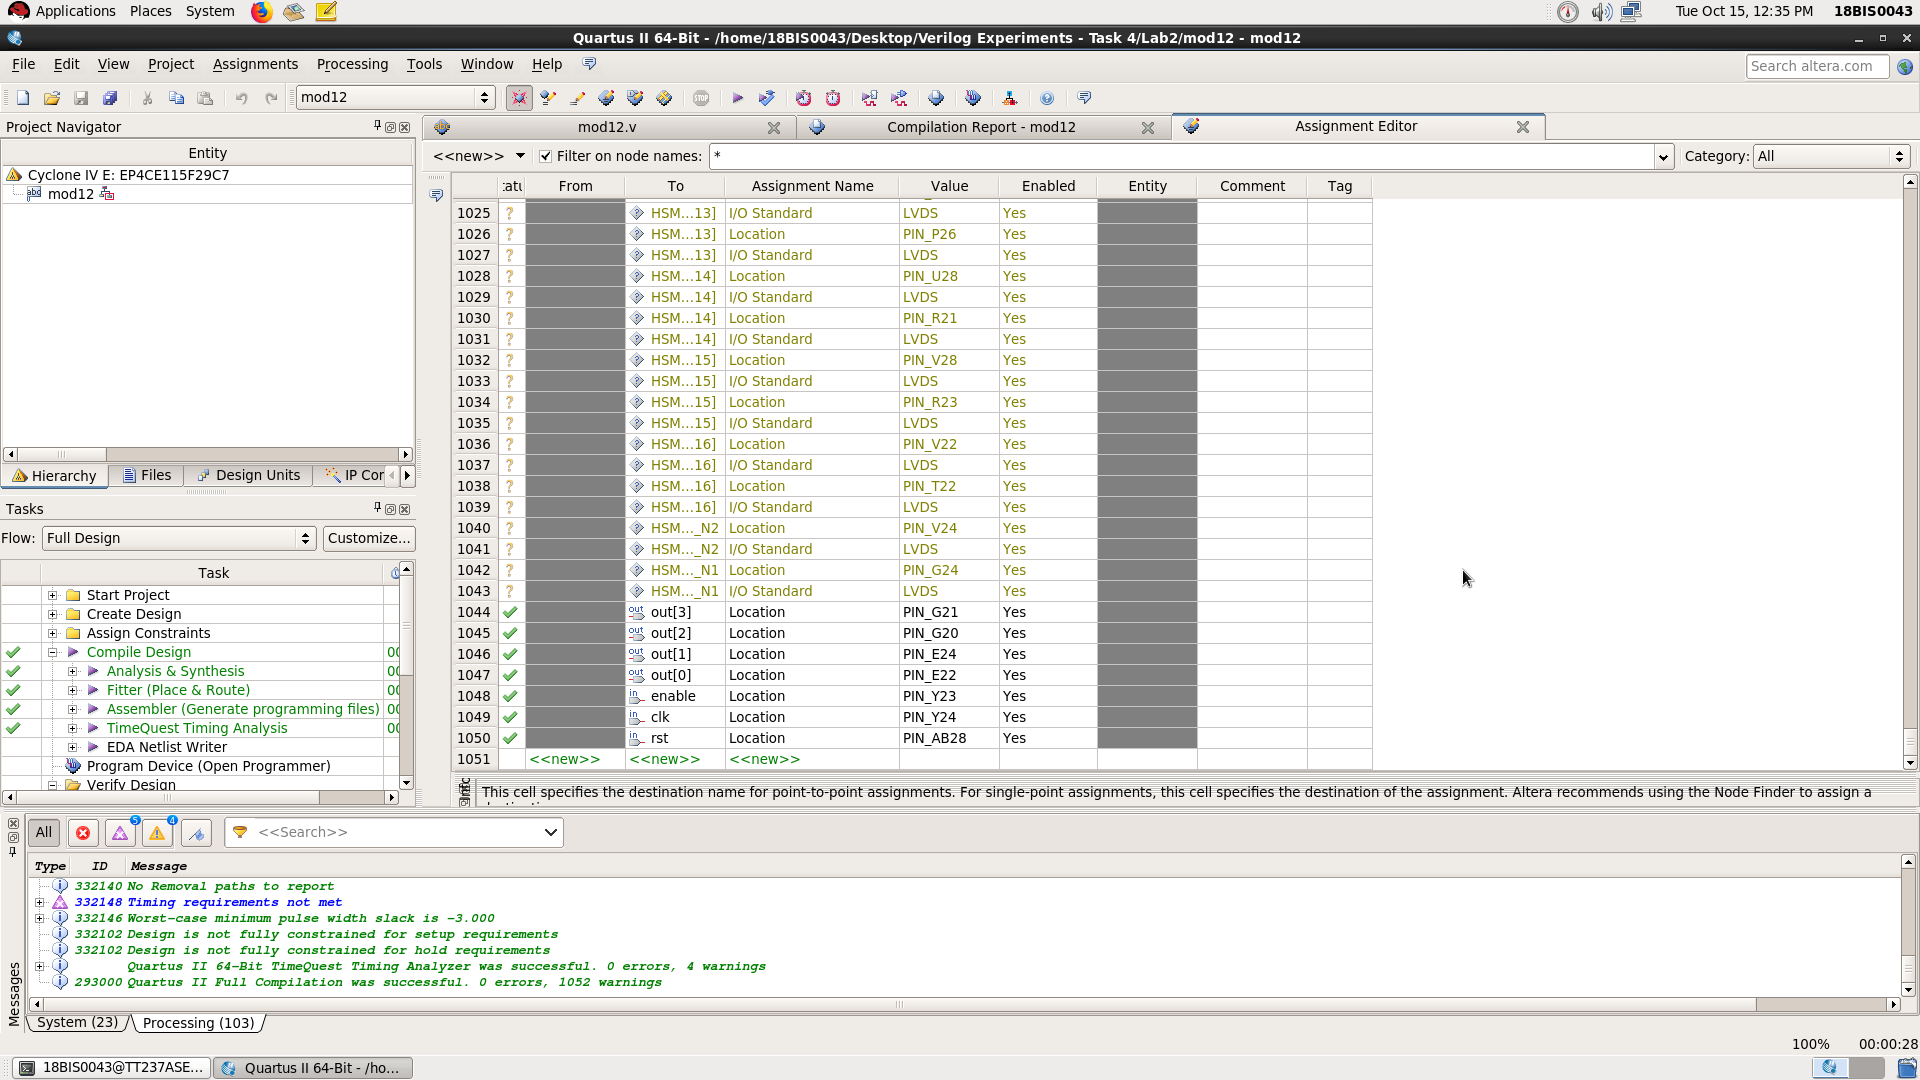 Applications Places System Tue Oct 15, 12:35 PM 18BIS0043
Quartus II 64-Bit - /home/18BIS0043/Desktop/Verilog Experiments - Task 4/Lab2/mod12 - mod12
File Edit View Project Assignments Processing Tools Window Help Search altera.com
mod12
Project Navigator
Entity
Cyclone IV E: EP4CE115F29C7
mod12
Hierarchy Files Design Units IP Cor
Tasks
Flow: Full Design Customize...
Task
Start Project
Create Design
Assign Constraints
Compile Design 00
Analysis & Synthesis 00
Fitter (Place & Route) 00
Assembler (Generate programming files) 00
TimeQuest Timing Analysis 00
EDA Netlist Writer
Program Device (Open Programmer)
Verify Design
mod12.v Compilation Report - mod12 Assignment Editor
<<new>> Filter on node names: * Category: All
From To Assignment Name Value Enabled Entity Comment Tag
1025 ? HSM...13] I/O Standard LVDS Yes
1026 ? HSM...13] Location PIN_P26 Yes
1027 ? HSM...13] I/O Standard LVDS Yes
1028 ? HSM...14] Location PIN_U28 Yes
1029 ? HSM...14] I/O Standard LVDS Yes
1030 ? HSM...14] Location PIN_R21 Yes
1031 ? HSM...14] I/O Standard LVDS Yes
1032 ? HSM...15] Location PIN_V28 Yes
1033 ? HSM...15] I/O Standard LVDS Yes
1034 ? HSM...15] Location PIN_R23 Yes
1035 ? HSM...15] I/O Standard LVDS Yes
1036 ? HSM...16] Location PIN_V22 Yes
1037 ? HSM...16] I/O Standard LVDS Yes
1038 ? HSM...16] Location PIN_T22 Yes
1039 ? HSM...16] I/O Standard LVDS Yes
1040 ? HSM..._N2 Location PIN_V24 Yes
1041 ? HSM..._N2 I/O Standard LVDS Yes
1042 ? HSM..._N1 Location PIN_G24 Yes
1043 ? HSM..._N1 I/O Standard LVDS Yes
1044 out out[3] Location PIN_G21 Yes
1045 out out[2] Location PIN_G20 Yes
1046 out out[1] Location PIN_E24 Yes
1047 out out[0] Location PIN_E22 Yes
1048 in enable Location PIN_Y23 Yes
1049 in clk Location PIN_Y24 Yes
1050 in rst Location PIN_AB28 Yes
1051 <<new>> <<new>> <<new>>
This cell specifies the destination name for point-to-point assignments. For single-point assignments, this cell specifies the destination of the assignment. Altera recommends using the Node Finder to assign a
All 5 4 <<Search>>
Type ID Message
332140 No Removal paths to report
332148 Timing requirements not met
332146 Worst-case minimum pulse width slack is -3.000
332102 Design is not fully constrained for setup requirements
332102 Design is not fully constrained for hold requirements
Quartus II 64-Bit TimeQuest Timing Analyzer was successful. 0 errors, 4 warnings
293000 Quartus II Full Compilation was successful. 0 errors, 1052 warnings
Messages
System (23) Processing (103)
100% 00:00:28
18BIS0043@TT237ASE... Quartus II 64-Bit - /ho...